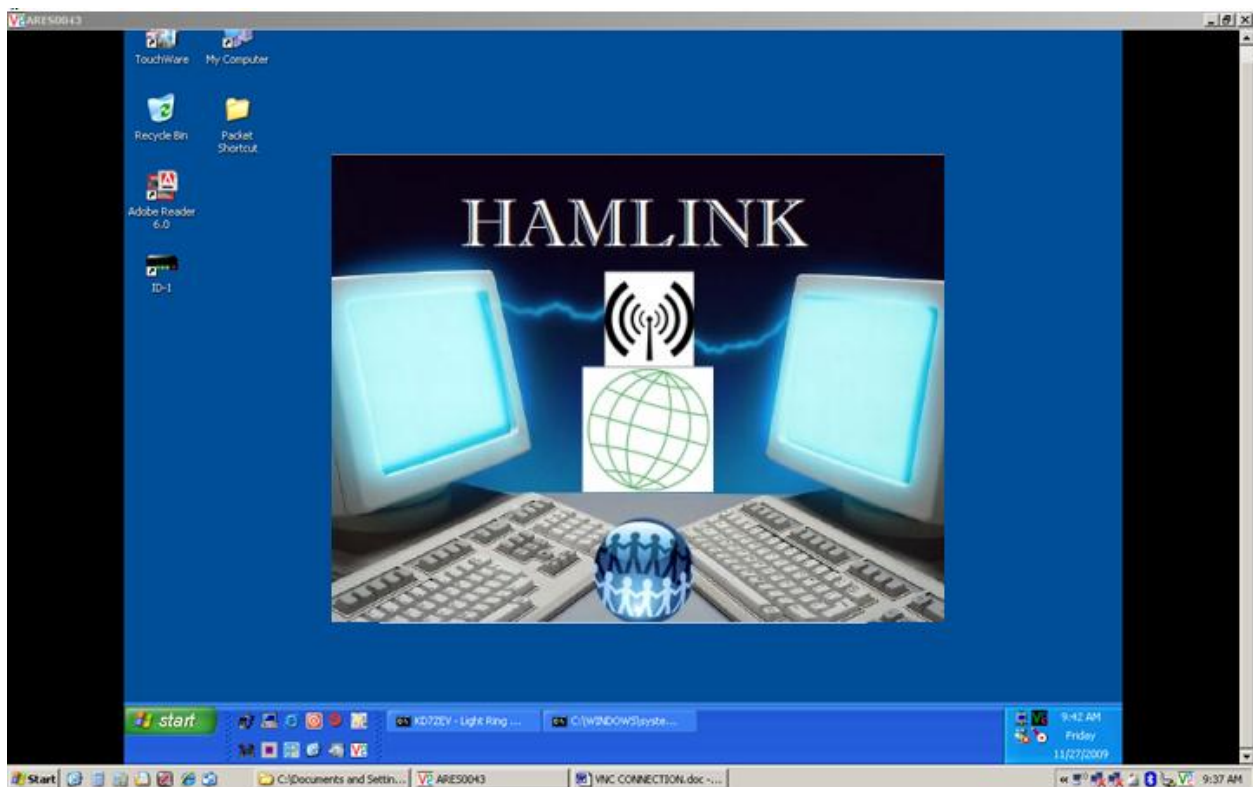 ARES0043
TouchWare
My Computer
Recycle Bin
Packet
Shortcut
Adobe Reader
6.0
ID-1
HAMLINK
start
KD7ZEV - Light Ring ...
C:\WINDOWS\syste...
9:42 AM
Friday
11/27/2009
Start
C:\Documents and Settin...
ARES0043
VNC CONNECTION.doc -...
9:37 AM